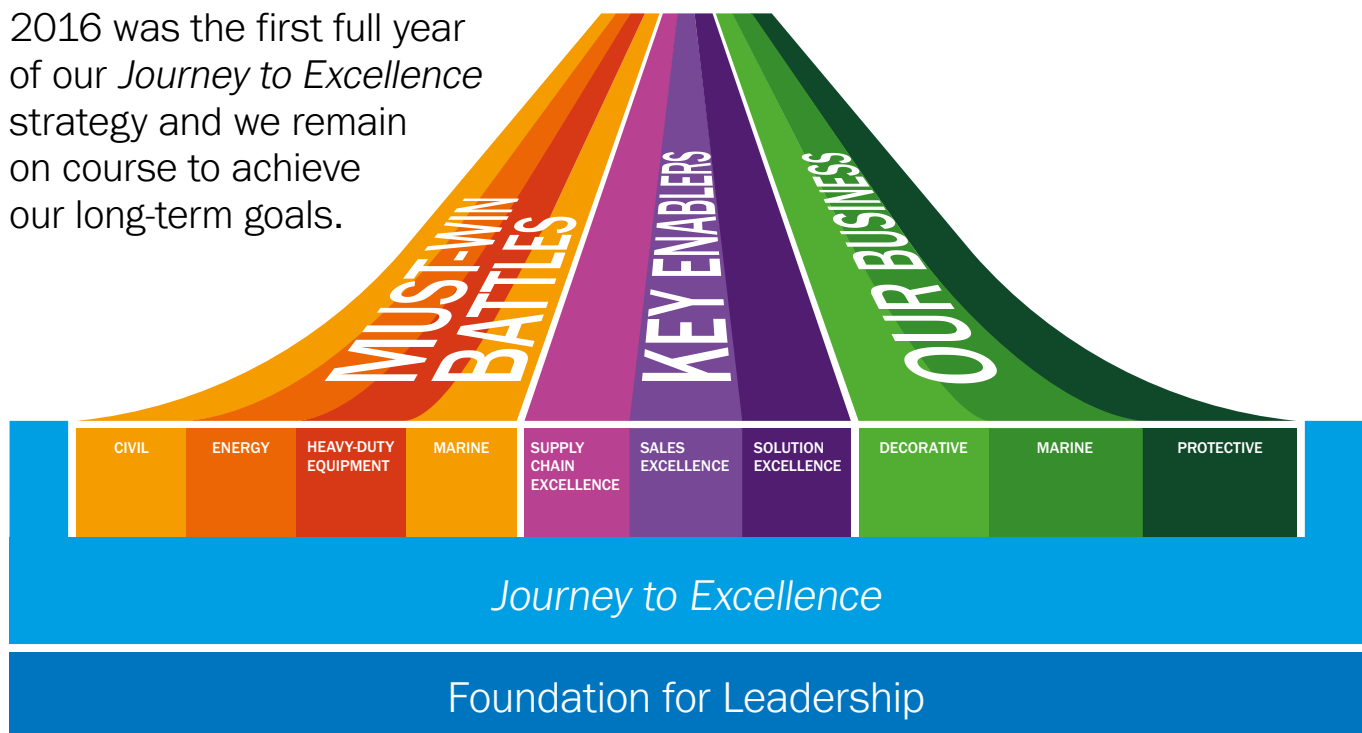 2016 was the first full year
of our Journey to Excellence
strategy and we remain
on course to achieve
our long-term goals.
MUST-WIN
BATTLES
KEY ENABLERS
OUR BUSINESS
CIVIL
ENERGY
HEAVY-DUTY
EQUIPMENT
MARINE
SUPPLY
CHAIN
EXCELLENCE
SALES
EXCELLENCE
SOLUTION
EXCELLENCE
DECORATIVE
MARINE
PROTECTIVE
Journey to Excellence
Foundation for Leadership